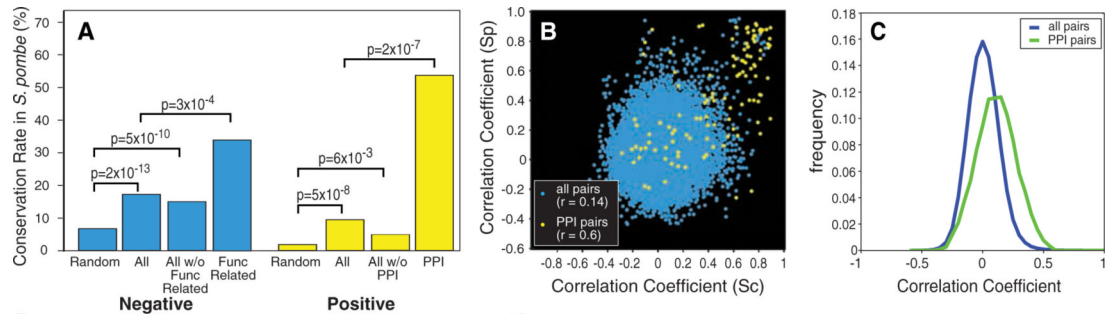 A
Conservation Rate in S. pombe (%)
70
60
50
40
30
20
10
0
p=2x10-7
p=3x10-4
p=5x10-10
p=2x10-13
p=6x10-3
p=5x10-8
Random
All
All w/o
Func
Related
Func
Related
Random
All
All w/o
PPI
PPI
Negative
Positive
B
Correlation Coefficient (Sp)
1.0
0.8
0.6
0.4
0.2
0
-0.2
-0.4
-0.6
all pairs
(r = 0.14)
PPI pairs
(r = 0.6)
-0.8
-0.6
-0.4
-0.2
0
0.2
0.4
0.6
0.8
1
Correlation Coefficient (Sc)
C
frequency
0.18
0.16
0.14
0.12
0.10
0.08
0.06
0.04
0.02
0
all pairs
PPI pairs
-1
-0.5
0
0.5
1
Correlation Coefficient